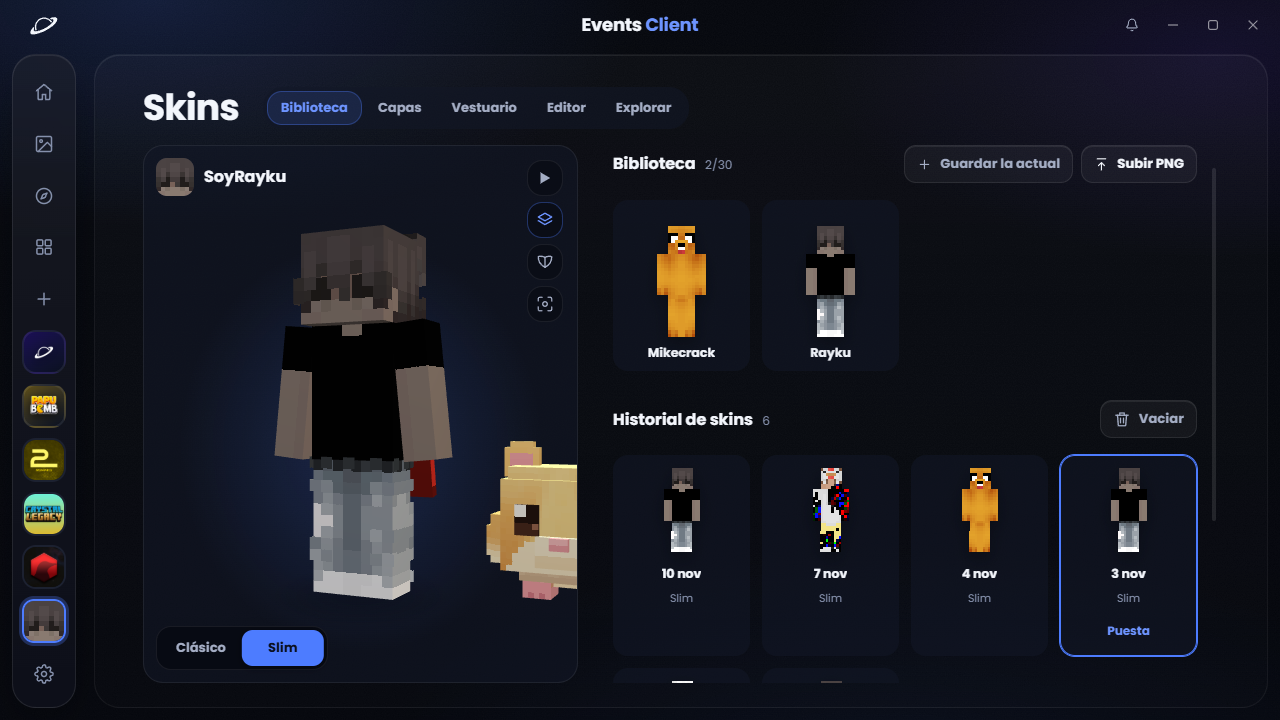 Events Client
Skins
Biblioteca
Capas
Vestuario
Editor
Explorar
SoyRayku
Clásico
Slim
Biblioteca 2/30
Guardar la actual
Subir PNG
Mikecrack
Rayku
Historial de skins 6
Vaciar
10 nov
Slim
7 nov
Slim
4 nov
Slim
3 nov
Slim
Puesta
CRYSTAL
LEGACY